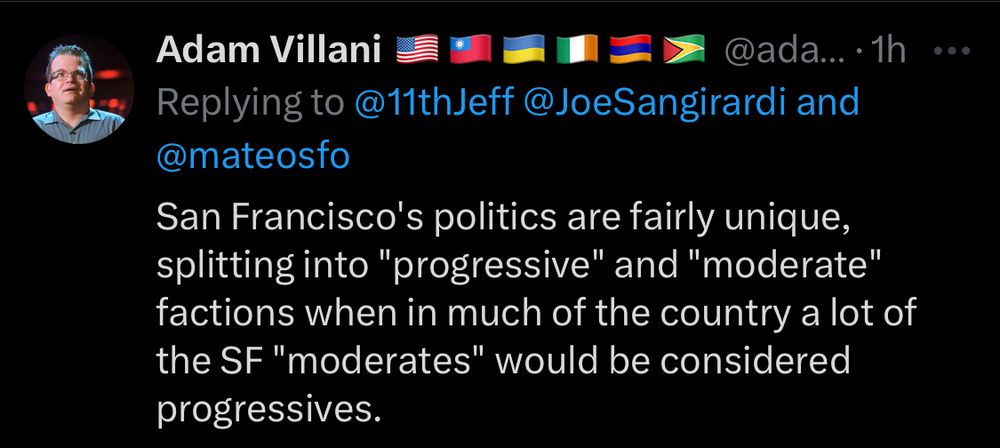 Adam Villani 🇺🇸 🇹🇼 🇺🇦 🇮🇪 🇦🇲 🇬🇾 @ada... · 1h
Replying to @11thJeff @JoeSangirardi and
@mateosfo
San Francisco's politics are fairly unique,
splitting into "progressive" and "moderate"
factions when in much of the country a lot of
the SF "moderates" would be considered
progressives.